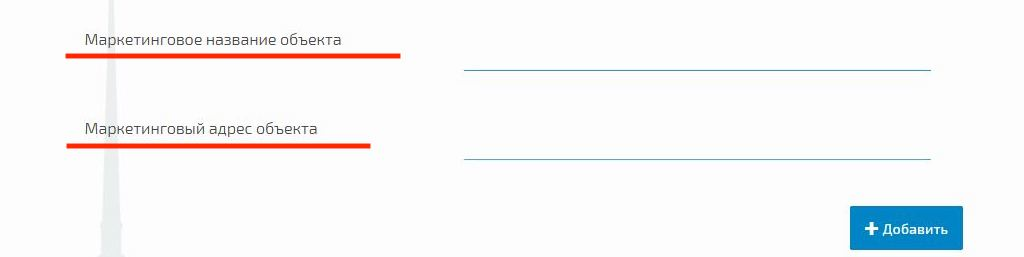 Маркетинговое название объекта
Маркетинговый адрес объекта
Добавить